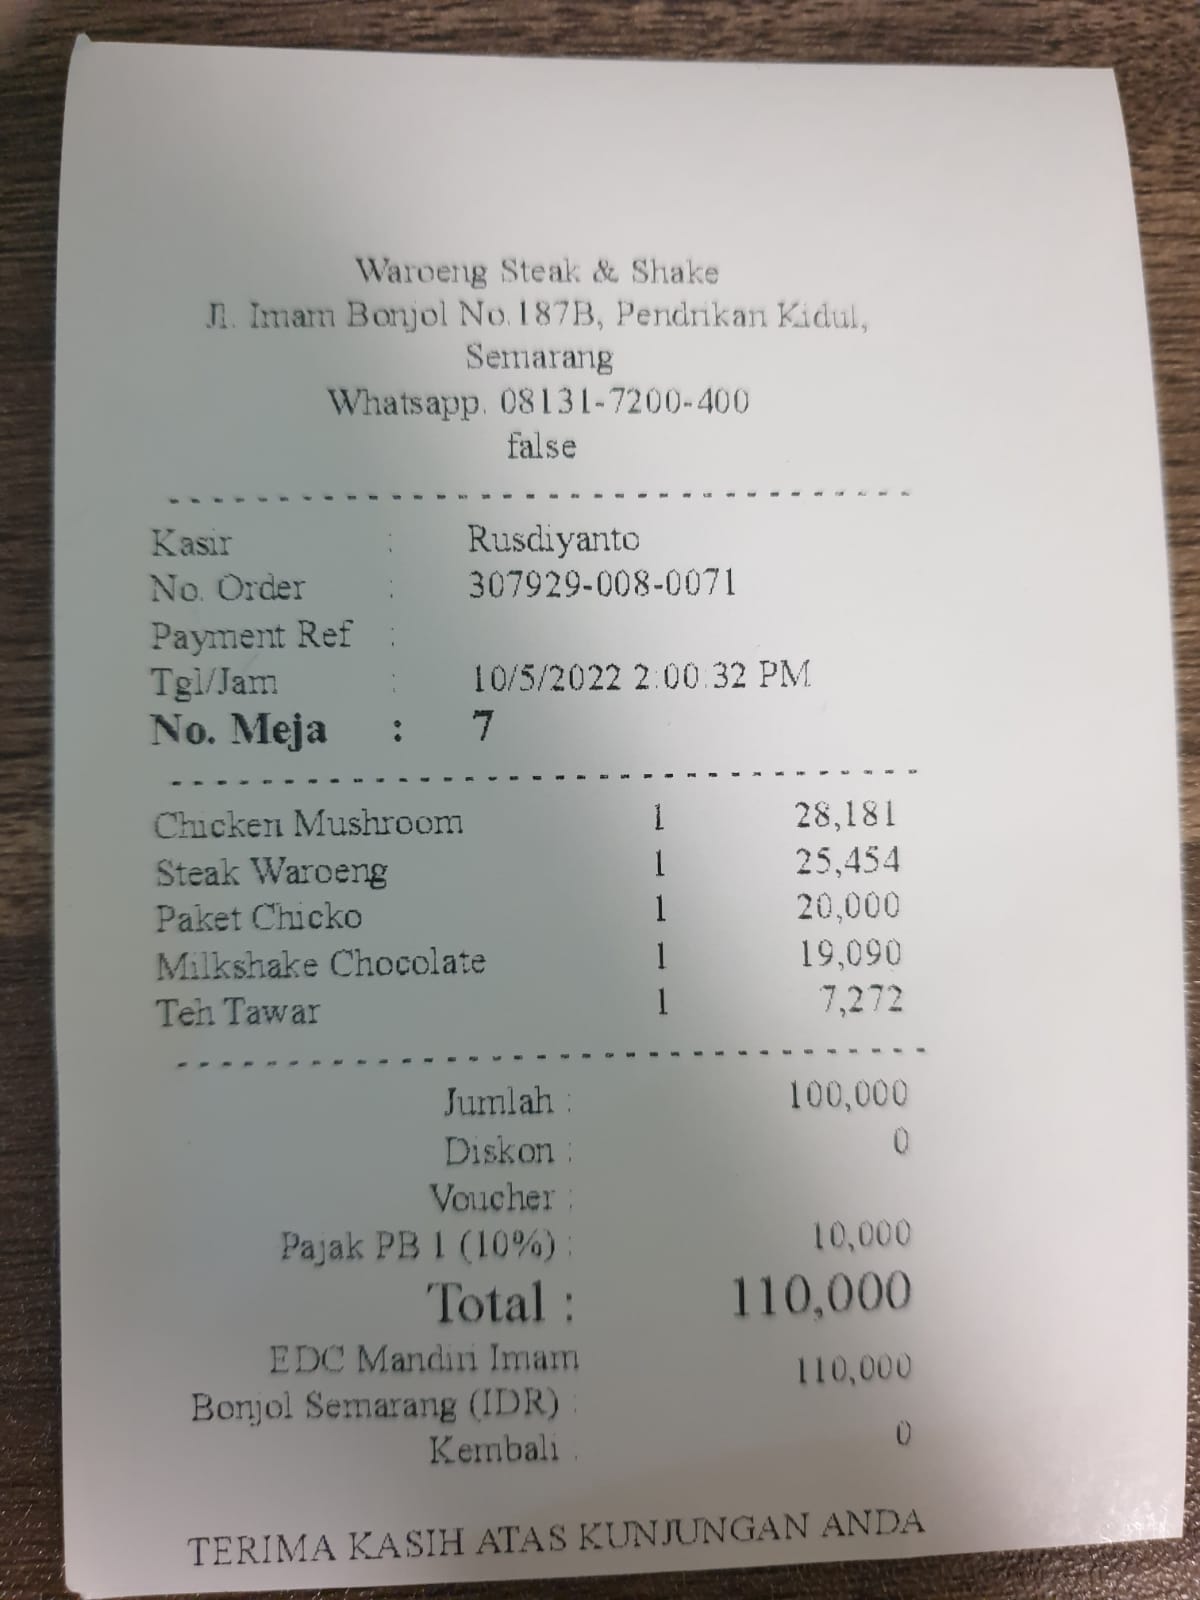 Waroeng Steak & Shake
Jl. Imam Bonjol No.187B, Pendrikan Kidul,
Semarang
Whatsapp. 08131-7200-400
false
Kasir : Rusdiyanto
No. Order : 307929-008-0071
Payment Ref :
Tgl/Jam : 10/5/2022 2:00:32 PM
No. Meja : 7
Chicken Mushroom 1 28,181
Steak Waroeng 1 25,454
Paket Chicko 1 20,000
Milkshake Chocolate 1 19,090
Teh Tawar 1 7,272
Jumlah : 100,000
Diskon : 0
Voucher :
Pajak PB 1 (10%) : 10,000
Total : 110,000
EDC Mandiri Imam 110,000
Bonjol Semarang (IDR) :
Kembali : 0
TERIMA KASIH ATAS KUNJUNGAN ANDA